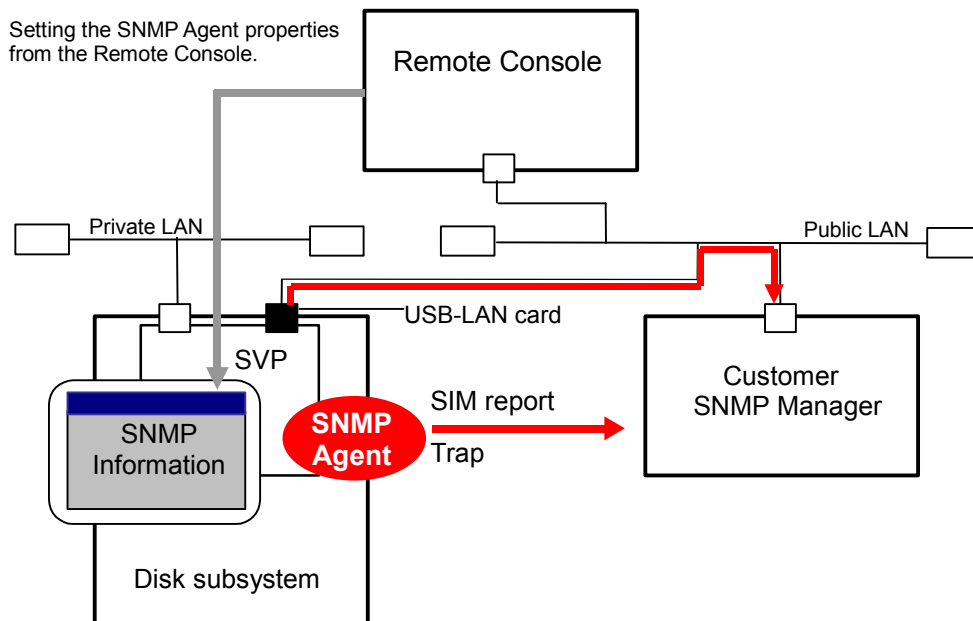 Setting the SNMP Agent properties
from the Remote Console.
Remote Console
Private LAN
Public LAN
USB-LAN card
SVP
SNMP
Information
SNMP
Agent
SIM report
Trap
Customer
SNMP Manager
Disk subsystem